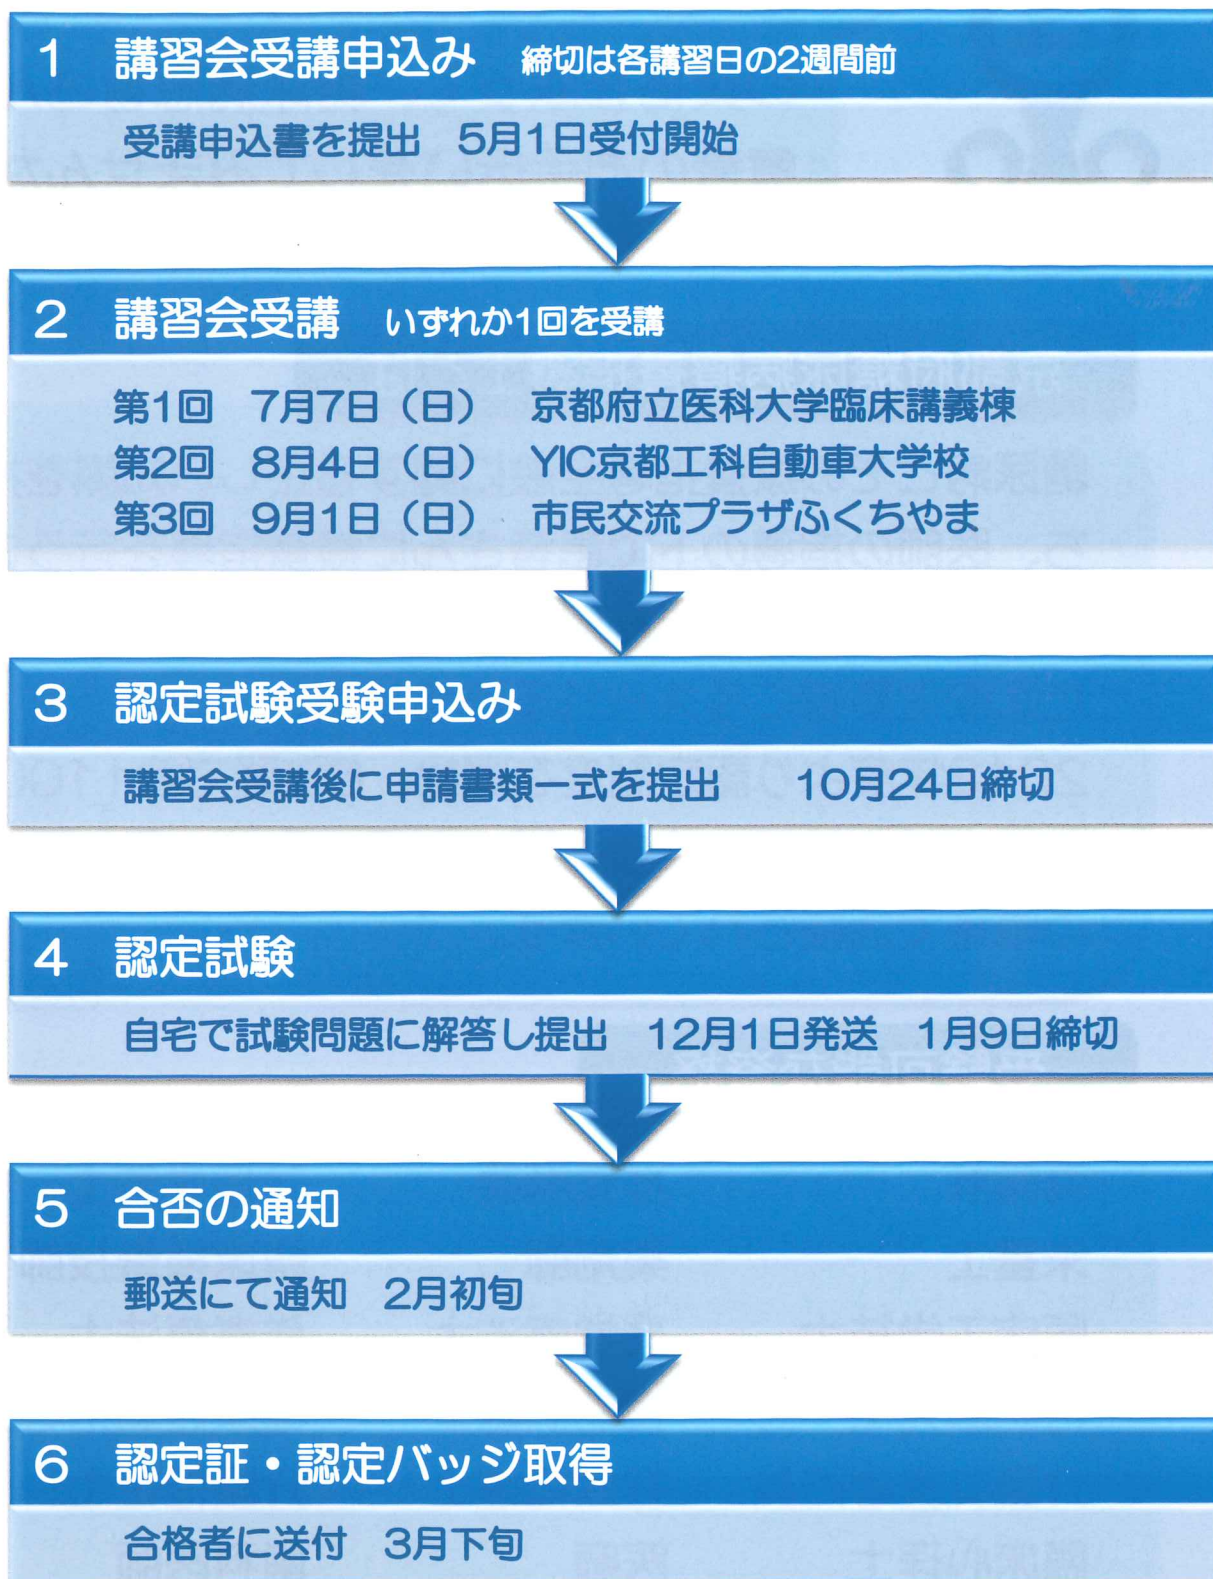 1 講習会受講申込み 締切は各講習日の2週間前
受講申込書を提出 5月1日受付開始
2 講習会受講 いずれか1回を受講
第1回 7月7日（日） 京都府立医科大学臨床講義棟
第2回 8月4日（日） YIC京都工科自動車大学校
第3回 9月1日（日） 市民交流プラザふくちやま
3 認定試験受験申込み
講習会受講後に申請書類一式を提出 10月24日締切
4 認定試験
自宅で試験問題に解答し提出 12月1日発送 1月9日締切
5 合否の通知
郵送にて通知 2月初旬
6 認定証・認定バッジ取得
合格者に送付 3月下旬